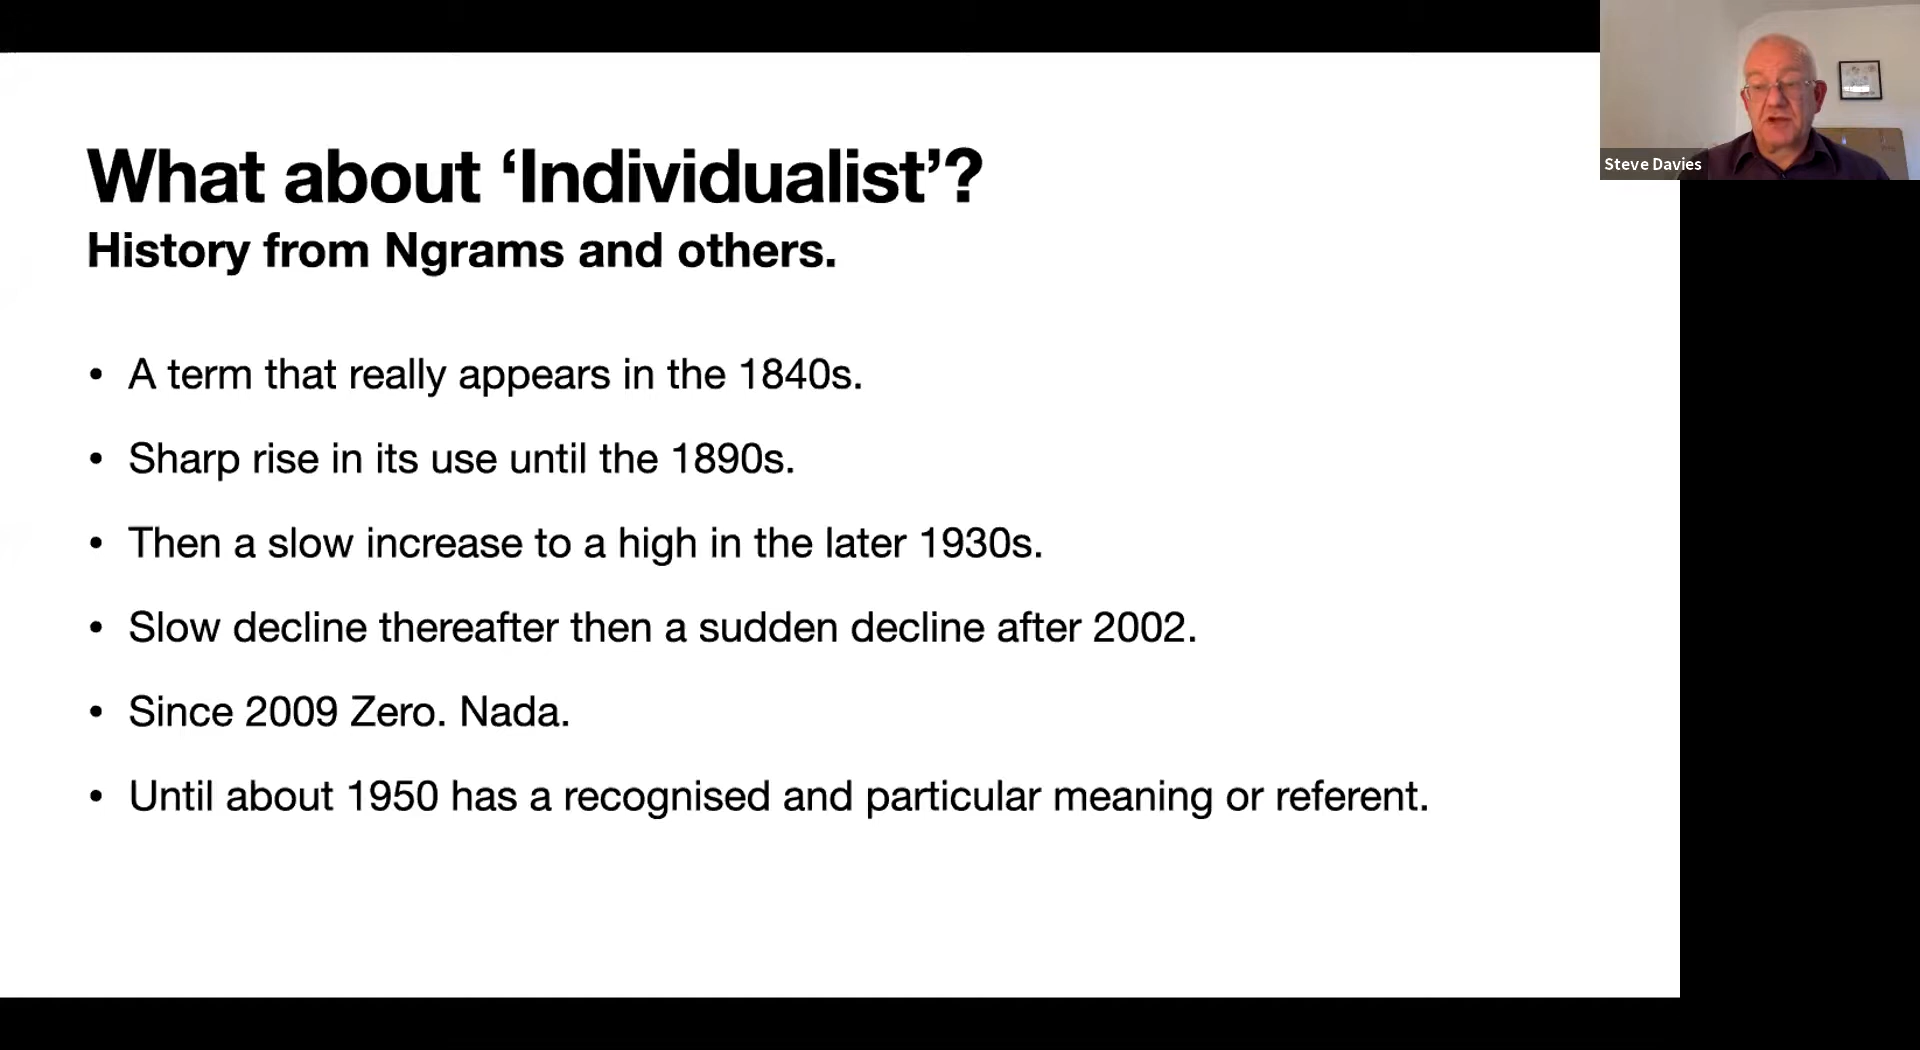 What about ‘Individualist’?
History from Ngrams and others.
• A term that really appears in the 1840s.
• Sharp rise in its use until the 1890s.
• Then a slow increase to a high in the later 1930s.
• Slow decline thereafter then a sudden decline after 2002.
• Since 2009 Zero. Nada.
• Until about 1950 has a recognised and particular meaning or referent.
Steve Davies